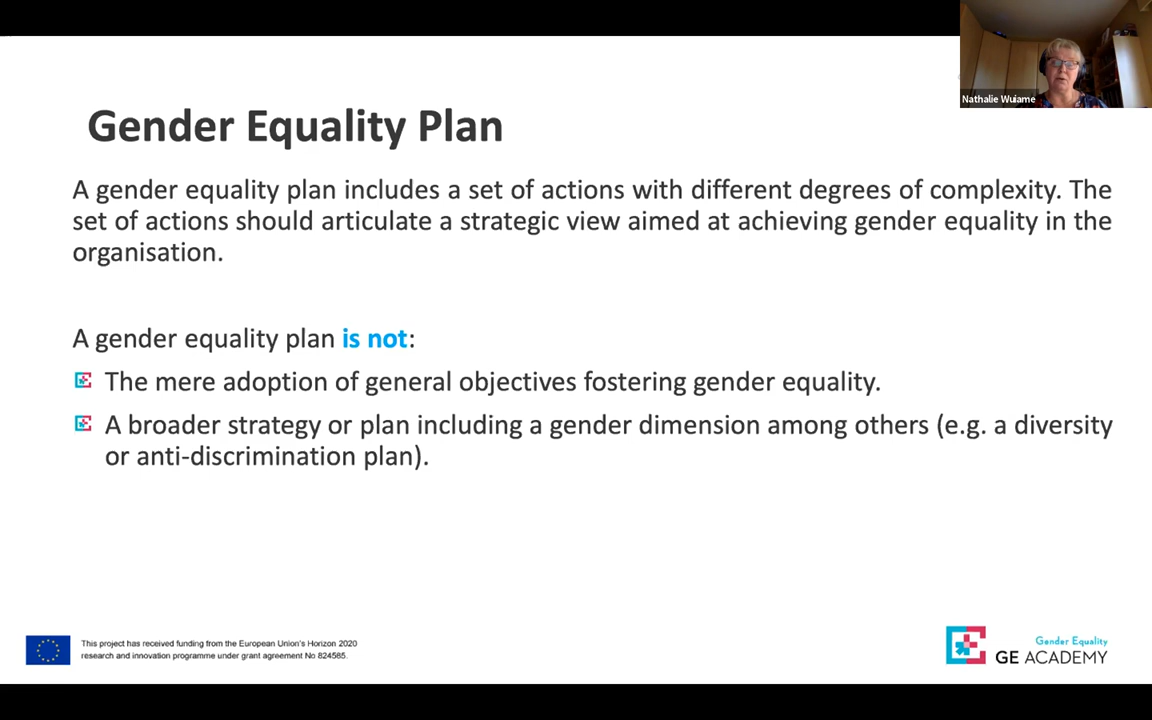 Nathalie Wuiame
Gender Equality Plan
A gender equality plan includes a set of actions with different degrees of complexity. The
set of actions should articulate a strategic view aimed at achieving gender equality in the
organisation.
A gender equality plan is not:
The mere adoption of general objectives fostering gender equality.
A broader strategy or plan including a gender dimension among others (e.g. a diversity
or anti-discrimination plan).
This project has received funding from the European Union's Horizon 2020
research and innovation programme under grant agreement No 824585.
Gender Equality
GE ACADEMY